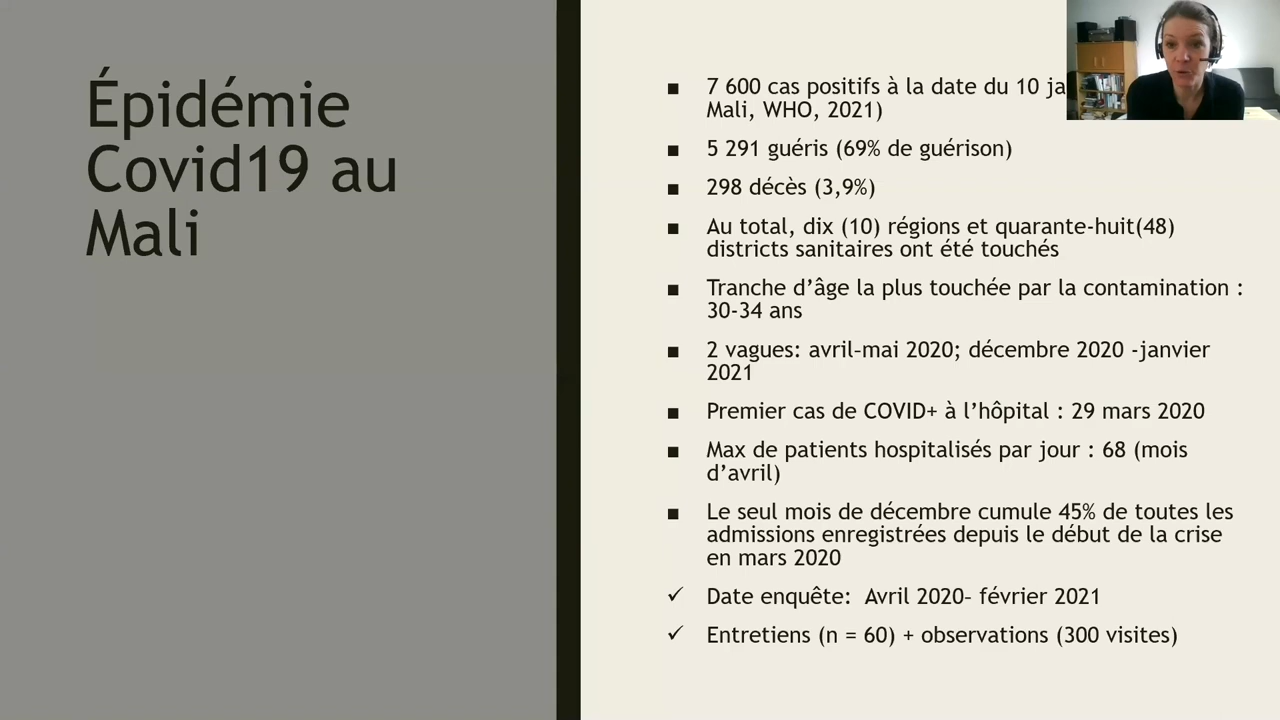 Épidémie
Covid19 au
Mali
■ 7 600 cas positifs à la date du 10
Mali, WHO, 2021)
■ 5 291 guéris (69% de guérison)
■ 298 décès (3,9%)
■ Au total, dix (10) régions et quarante-huit(48)
districts sanitaires ont été touchés
■ Tranche d’âge la plus touchée par la contamination :
30-34 ans
■ 2 vagues: avril–mai 2020; décembre 2020 -janvier
2021
■ Premier cas de COVID+ à l’hôpital : 29 mars 2020
■ Max de patients hospitalisés par jour : 68 (mois
d’avril)
■ Le seul mois de décembre cumule 45% de toutes les
admissions enregistrées depuis le début de la crise
en mars 2020
✓ Date enquête:  Avril 2020– février 2021
✓ Entretiens (n = 60) + observations (300 visites)